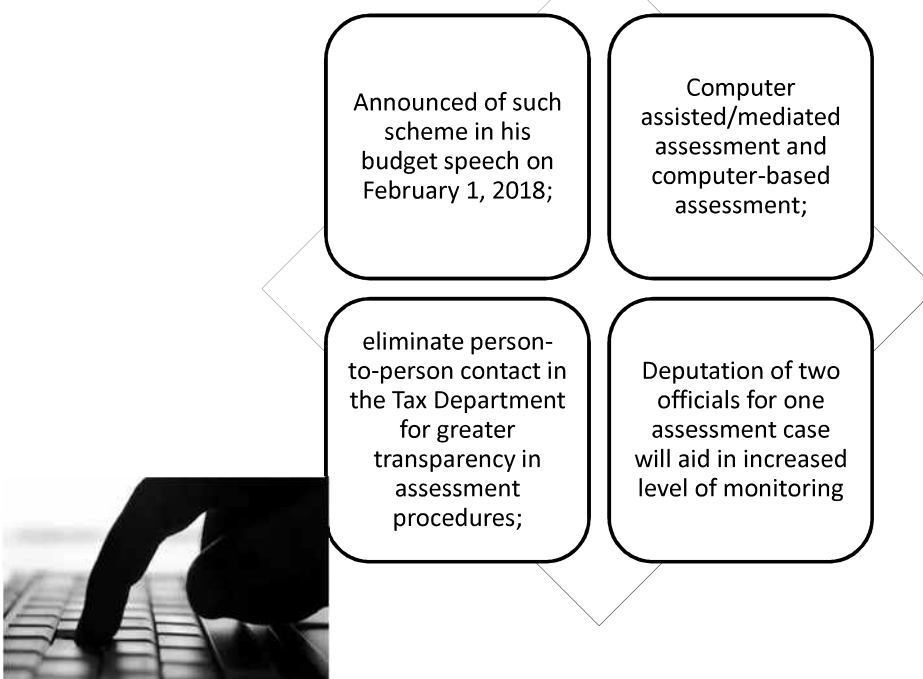 Announced of such
scheme in his
budget speech on
February 1, 2018;
Computer
assisted/mediated
assessment and
computer-based
assessment;
eliminate person-
to-person contact in
the Tax Department
for greater
transparency in
assessment
procedures;
Deputation of two
officials for one
assessment case
will aid in increased
level of monitoring